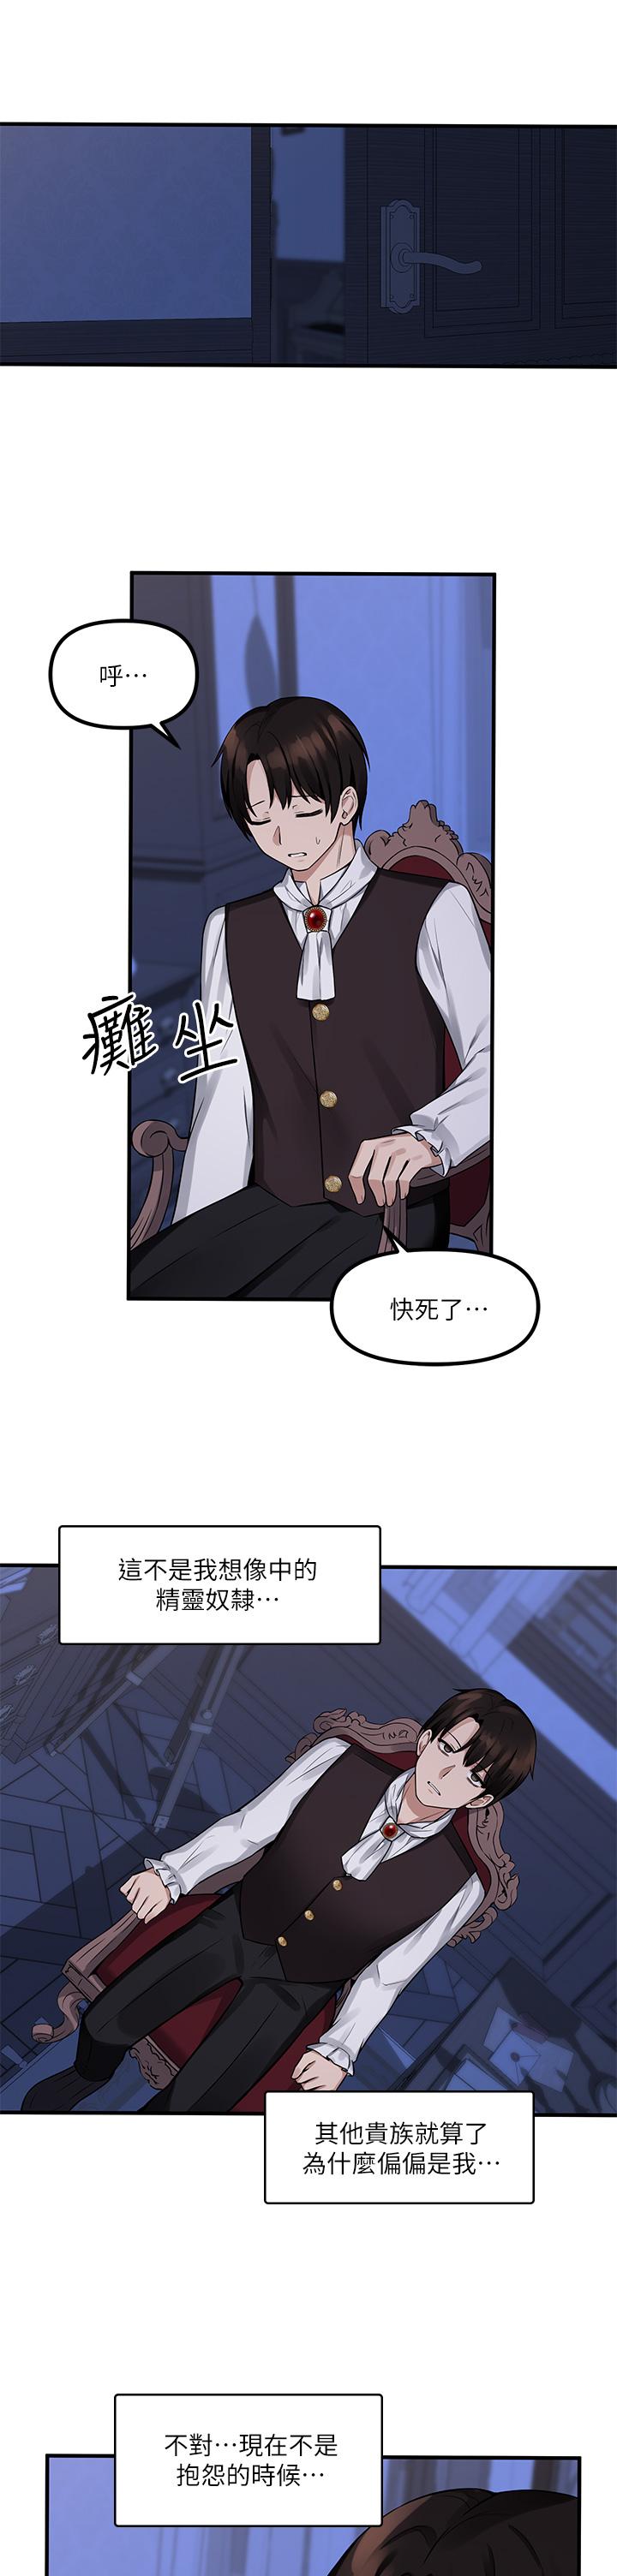 呼⋯
癱坐
快死了⋯
這不是我想像中的
精靈奴隸⋯
其他貴族就算了
為什麼偏偏是我⋯
不對⋯現在不是
抱怨的時候⋯